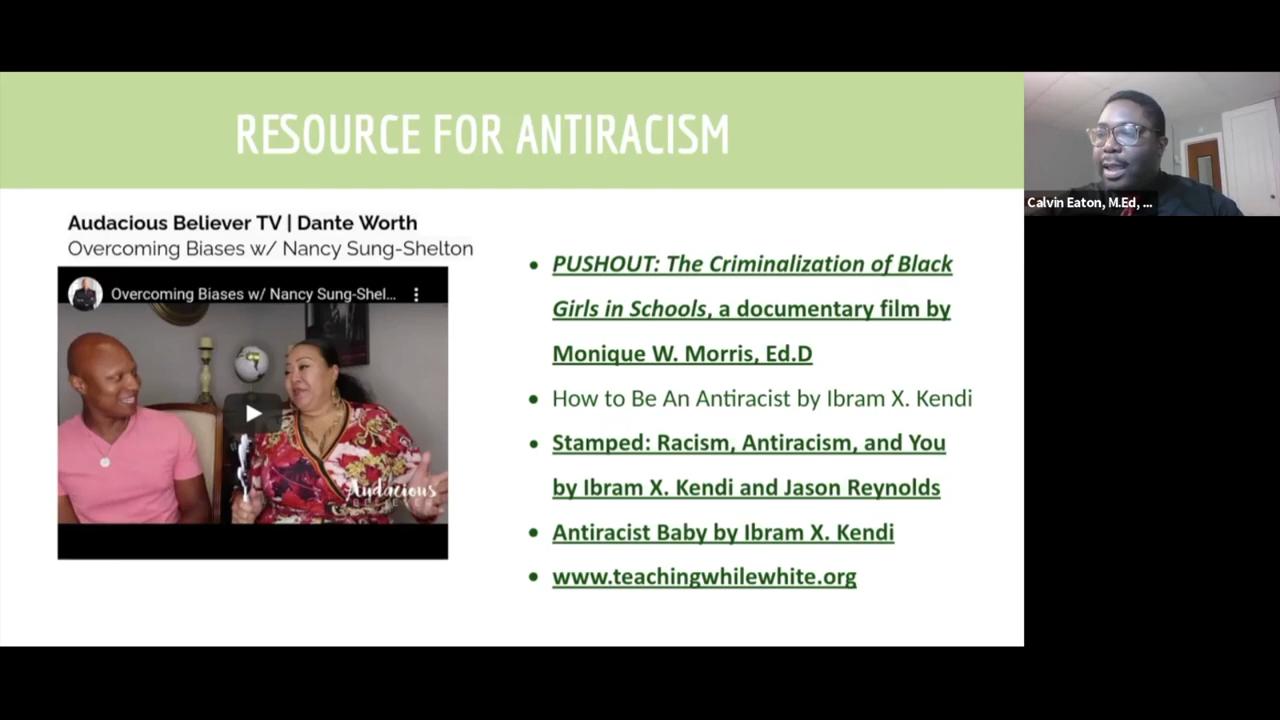 RESOURCE FOR ANTIRACISM
Audacious Believer TV | Dante Worth
Overcoming Biases w/ Nancy Sung-Shelton
Overcoming Biases w/ Nancy Sung-Shel...
Audacious
BELIEVER
• PUSHOUT: The Criminalization of Black
Girls in Schools, a documentary film by
Monique W. Morris, Ed.D
• How to Be An Antiracist by Ibram X. Kendi
• Stamped: Racism, Antiracism, and You
by Ibram X. Kendi and Jason Reynolds
• Antiracist Baby by Ibram X. Kendi
• www.teachingwhilewhite.org
Calvin Eaton, M.Ed, ...